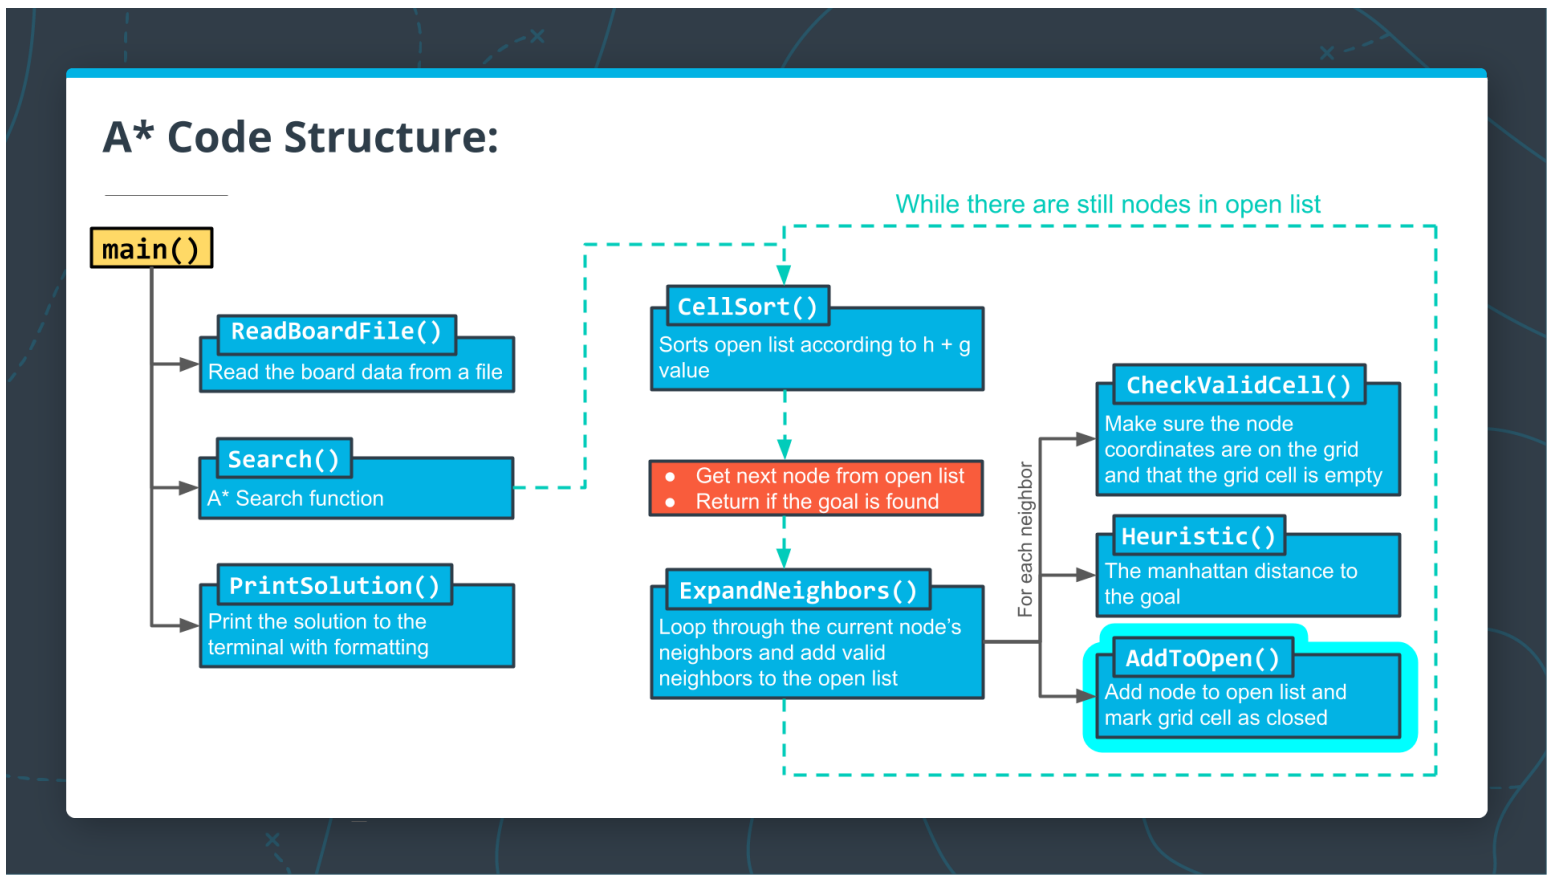 A* Code Structure:
While there are still nodes in open list
main()
ReadBoardFile()
Read the board data from a file
Search()
A* Search function
PrintSolution()
Print the solution to the
terminal with formatting
CellSort()
Sorts open list according to h + g
value
● Get next node from open list
● Return if the goal is found
ExpandNeighbors()
Loop through the current node’s
neighbors and add valid
neighbors to the open list
For each neighbor
CheckValidCell()
Make sure the node
coordinates are on the grid
and that the grid cell is empty
Heuristic()
The manhattan distance to
the goal
AddToOpen()
Add node to open list and
mark grid cell as closed